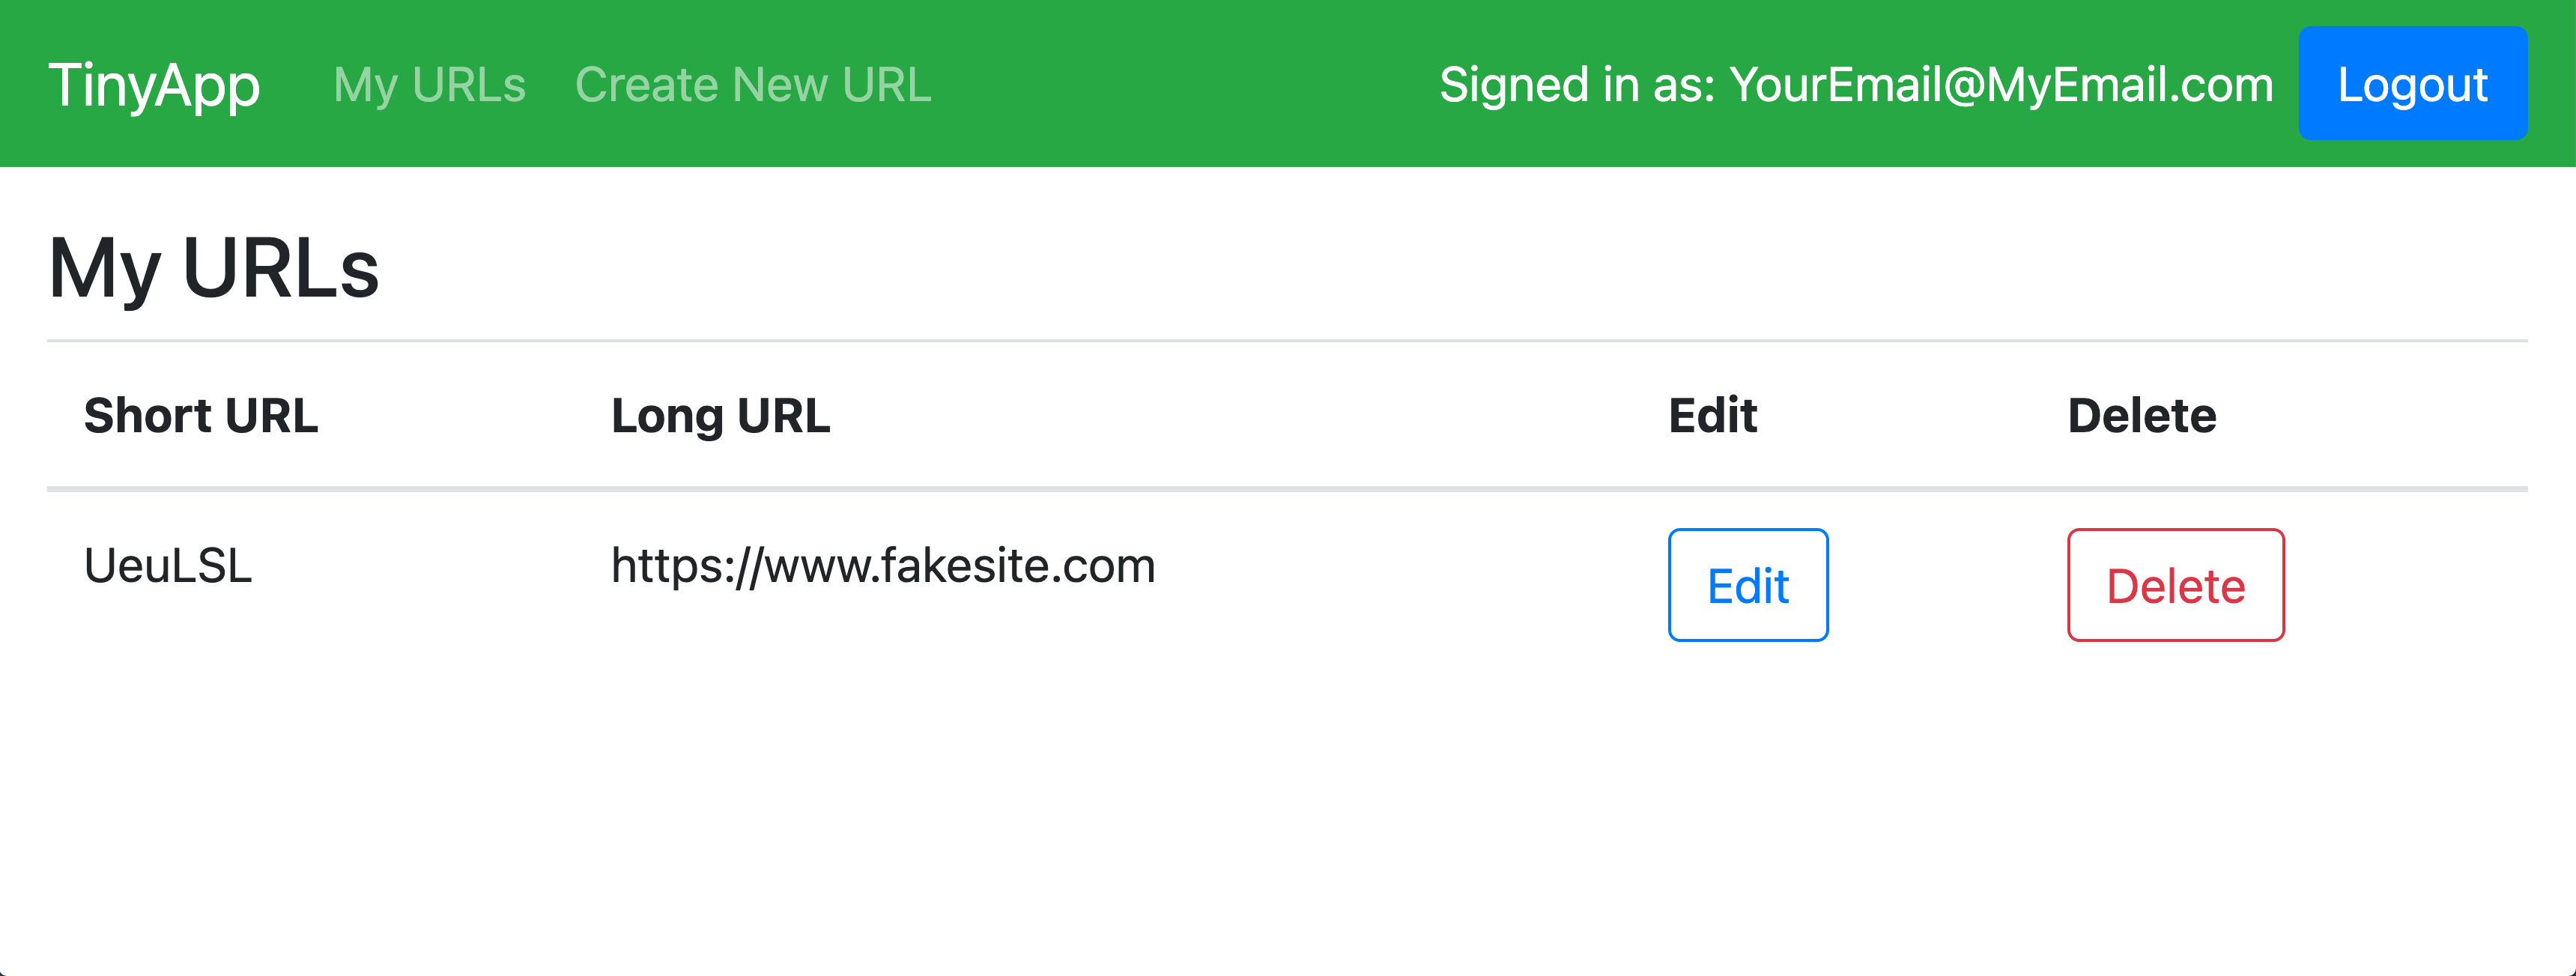 TinyApp My URLs Create New URL Signed in as: YourEmail@MyEmail.com Logout
My URLs
Short URL Long URL Edit Delete
UeuLSL https://www.fakesite.com Edit Delete